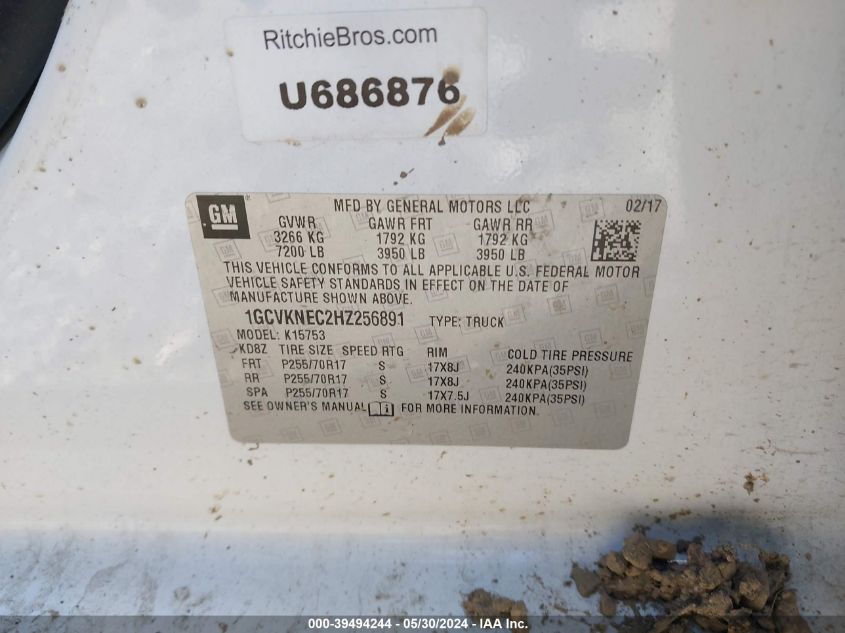 RitchieBros.com
U686876
GM
MFD BY GENERAL MOTORS LLC 02/17
GVWR GAWR FRT GAWR RR
3266 KG 1792 KG 1792 KG
7200 LB 3950 LB 3950 LB
THIS VEHICLE CONFORMS TO ALL APPLICABLE U.S. FEDERAL MOTOR
VEHICLE SAFETY STANDARDS IN EFFECT ON THE DATE OF
MANUFACTURE SHOWN ABOVE.
1GCVKNEC2HZ256891 TYPE: TRUCK
MODEL: K15753
KD8Z TIRE SIZE SPEED RTG RIM COLD TIRE PRESSURE
FRT P255/70R17 S 17X8J 240KPA(35PSI)
RR P255/70R17 S 17X8J 240KPA(35PSI)
SPA P255/70R17 S 17X7.5J 240KPA(35PSI)
SEE OWNER'S MANUAL i FOR MORE INFORMATION.
000-39494244 - 05/30/2024 - IAA Inc.